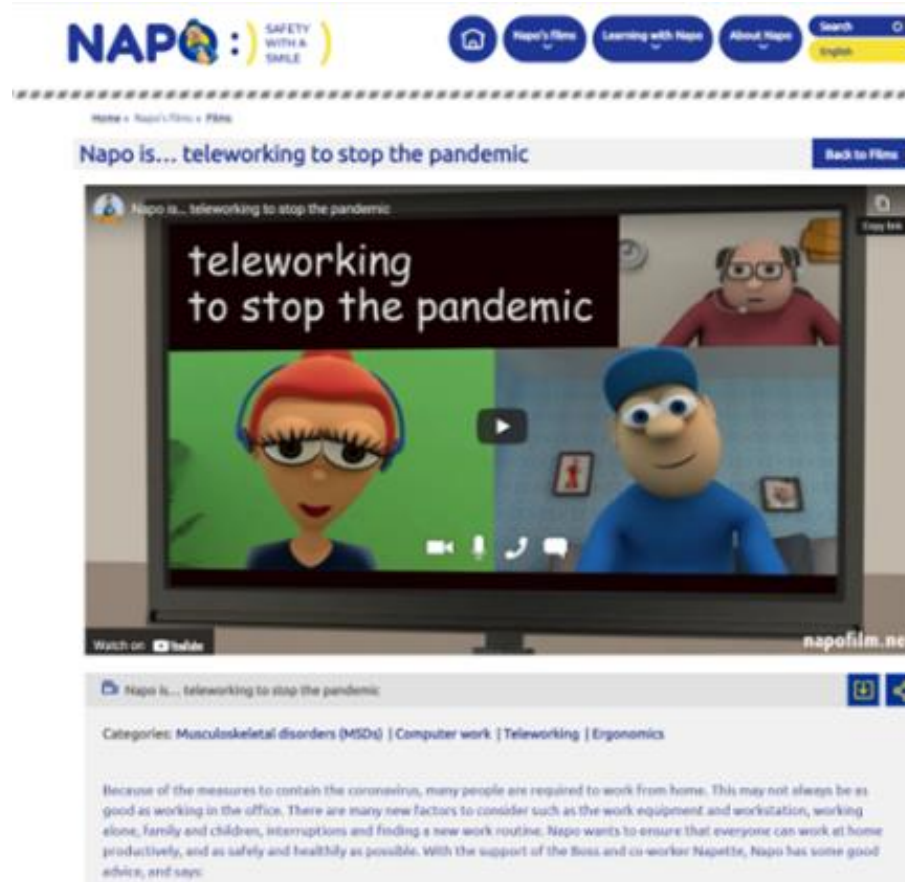 NAPO :) SAFETY WITH A SMILE )
Napo's films
Learning with Napo
About Napo
Search
English
Home » Napo's Films » Films
Napo is... teleworking to stop the pandemic
Back to Films
Napo is... teleworking to stop the pandemic
Copy link
teleworking
to stop the pandemic
Watch on YouTube
napofilm.ne
Napo is... teleworking to stop the pandemic
Categories: Musculoskeletal disorders (MSDs) | Computer work | Teleworking | Ergonomics
Because of the measures to contain the coronavirus, many people are required to work from home. This may not always be as
good as working in the office. There are many new factors to consider such as the work equipment and workstation, working
alone, family and children, interruptions and finding a new work routine. Napo wants to ensure that everyone can work at home
productively, and as safely and healthily as possible. With the support of the Boss and co-worker Napette, Napo has some good
advice, and says: